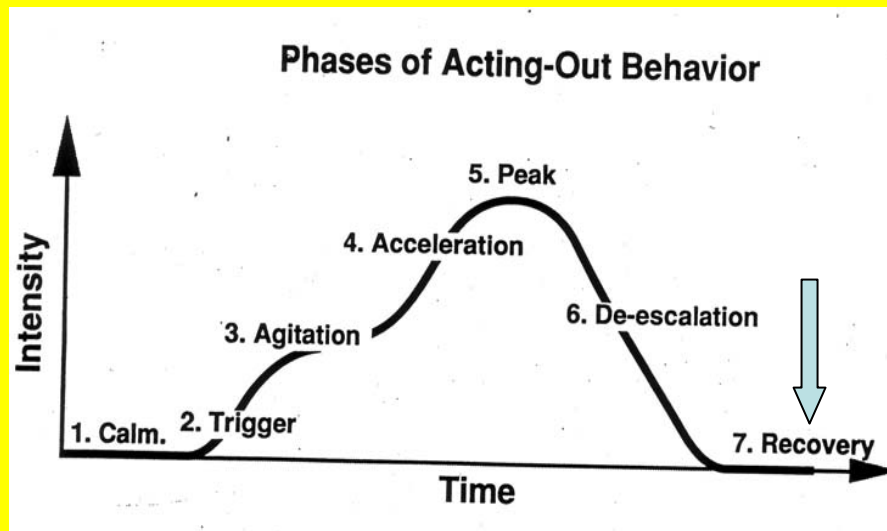 Phases of Acting-Out Behavior
5. Peak
4. Acceleration
6. De-escalation
3. Agitation
2. Trigger
1. Calm.
7. Recovery
Intensity
Time